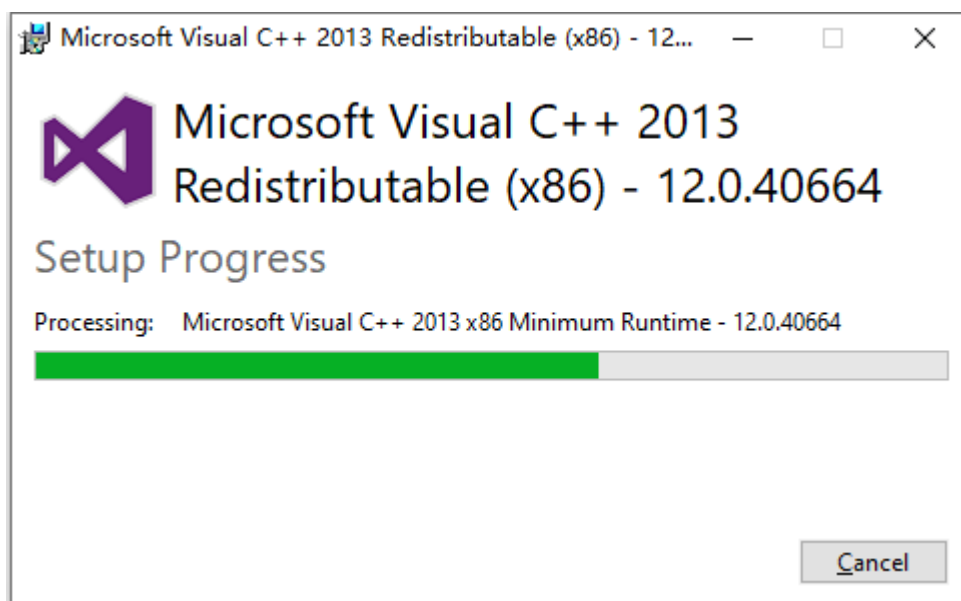 Microsoft Visual C++ 2013 Redistributable (x86) - 12...
Microsoft Visual C++ 2013
Redistributable (x86) - 12.0.40664
Setup Progress
Processing: Microsoft Visual C++ 2013 x86 Minimum Runtime - 12.0.40664
Cancel